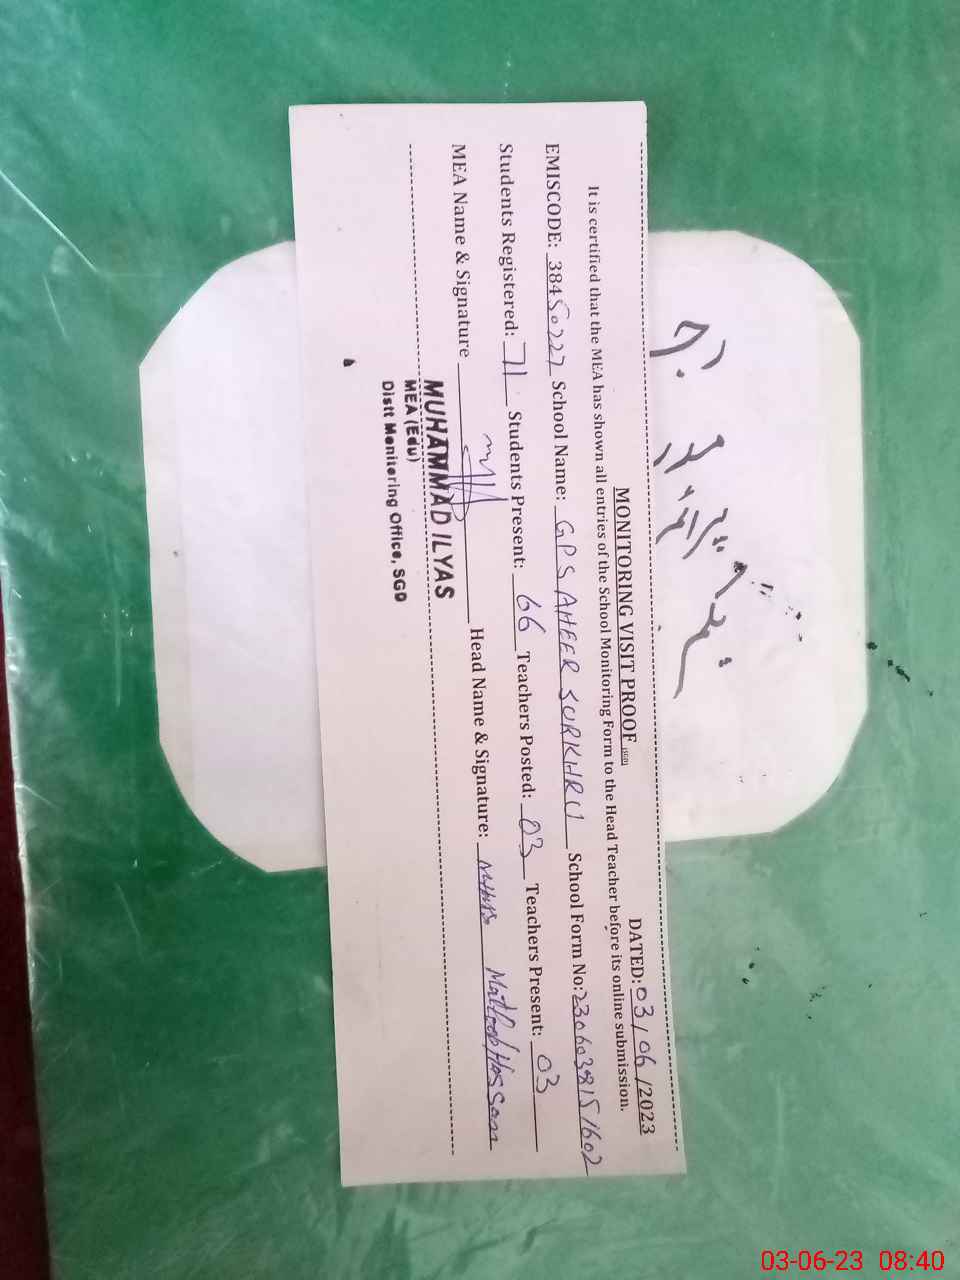 MONITORING VISIT PROOF (SGD)
DATED: 03/06/2023
It is certified that the MEA has shown all entries of the School Monitoring Form to the Head Teacher before its online submission.
EMISCODE: 38450227 School Name: GPS AHEER SURKHRU School Form No: 2306039151602
Students Registered: 71 Students Present: 66 Teachers Posted: 03 Teachers Present: 03
MEA Name & Signature Head Name & Signature: Hassan
MUHAMMAD ILYAS
MEA (Edu)
Distt Monitoring Office, SGD
03-06-23 08:40